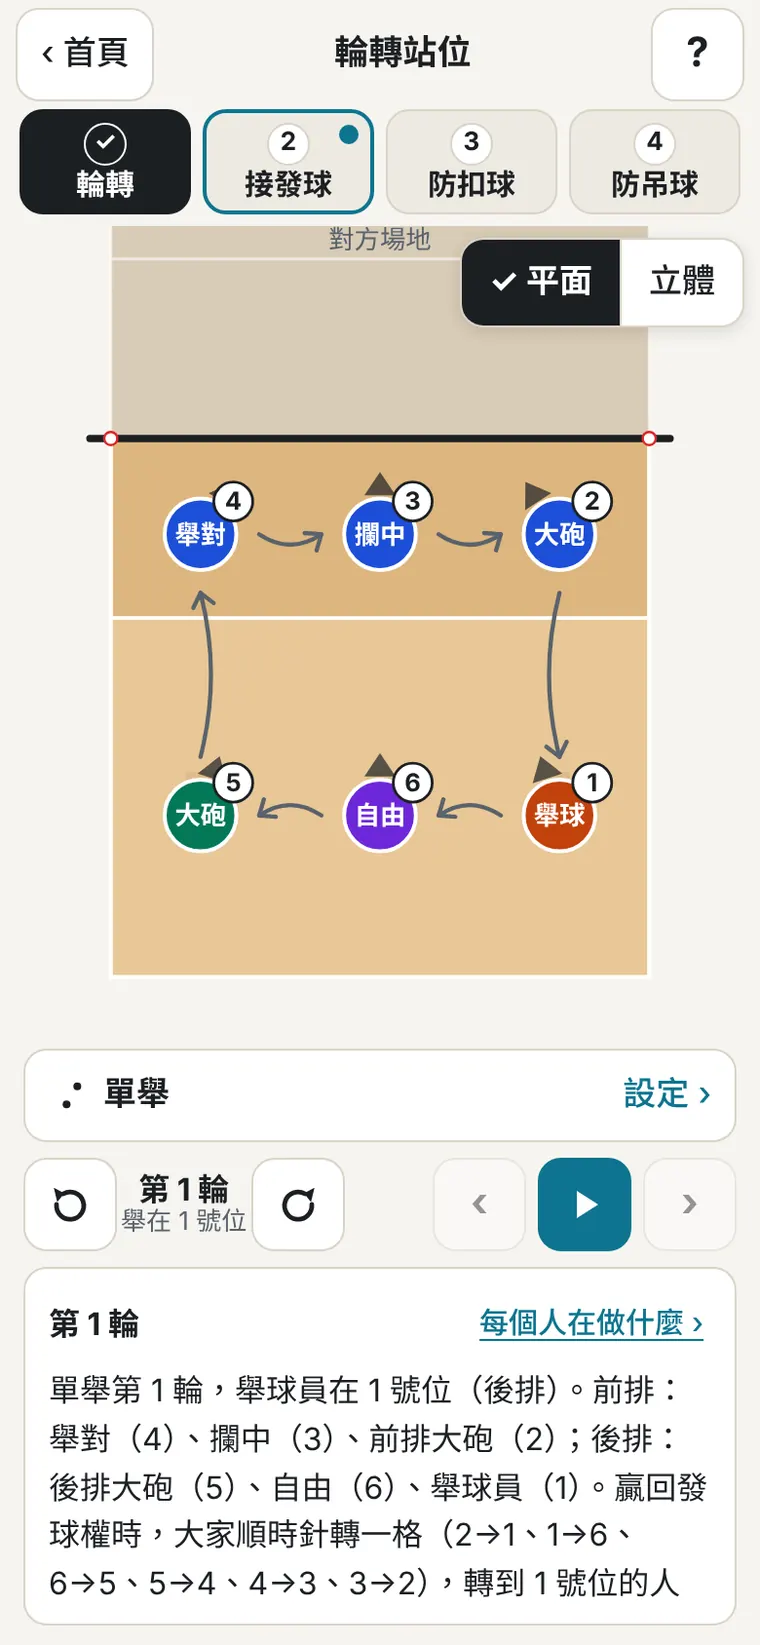 ‹ 首頁
輪轉站位
?
輪轉
2
接發球
3
防扣球
4
防吊球
對方場地
平面
立體
4
舉對
3
攔中
2
大砲
5
大砲
6
自由
1
舉球
單舉
設定 ›
第 1 輪
舉在 1 號位
‹
›
第 1 輪
每個人在做什麼 ›
單舉第 1 輪，舉球員在 1 號位（後排）。前排：
舉對（4）、攔中（3）、前排大砲（2）；後排：
後排大砲（5）、自由（6）、舉球員（1）。贏回發
球權時，大家順時針轉一格（2→1、1→6、
6→5、5→4、4→3、3→2），轉到 1 號位的人